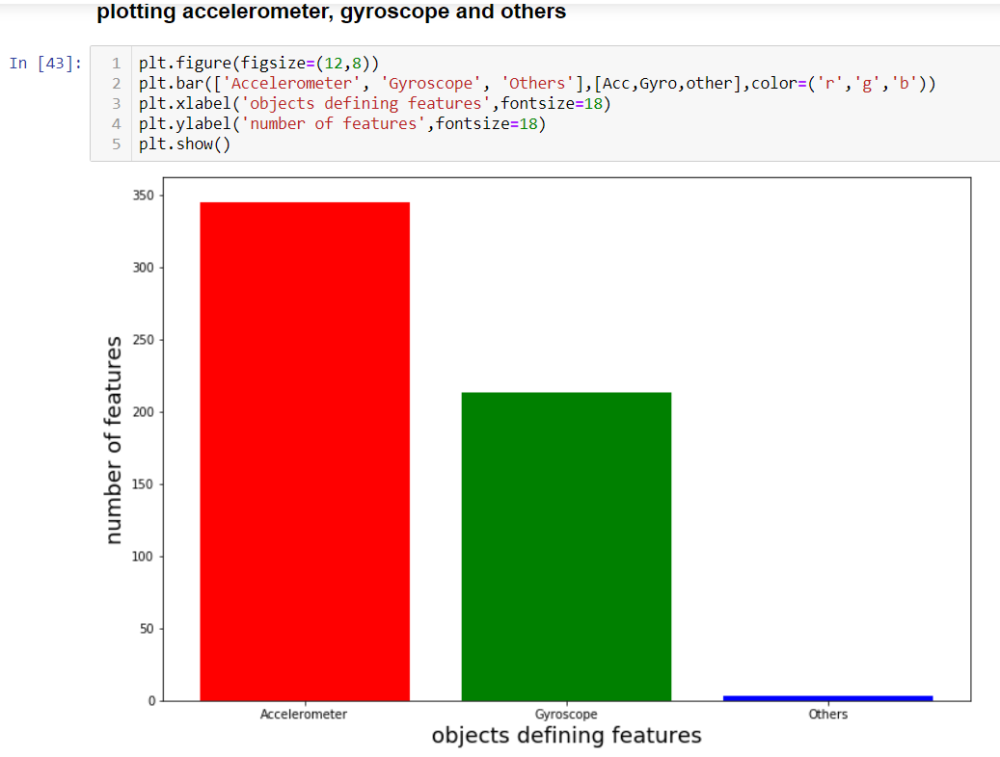 plotting accelerometer, gyroscope and others
In [43]:
1 plt.figure(figsize=(12,8))
2 plt.bar(['Accelerometer', 'Gyroscope', 'Others'],[Acc,Gyro,other],color=('r','g','b'))
3 plt.xlabel('objects defining features',fontsize=18)
4 plt.ylabel('number of features',fontsize=18)
5 plt.show()
350
300
250
200
150
100
50
0
number of features
Accelerometer Gyroscope Others
objects defining features